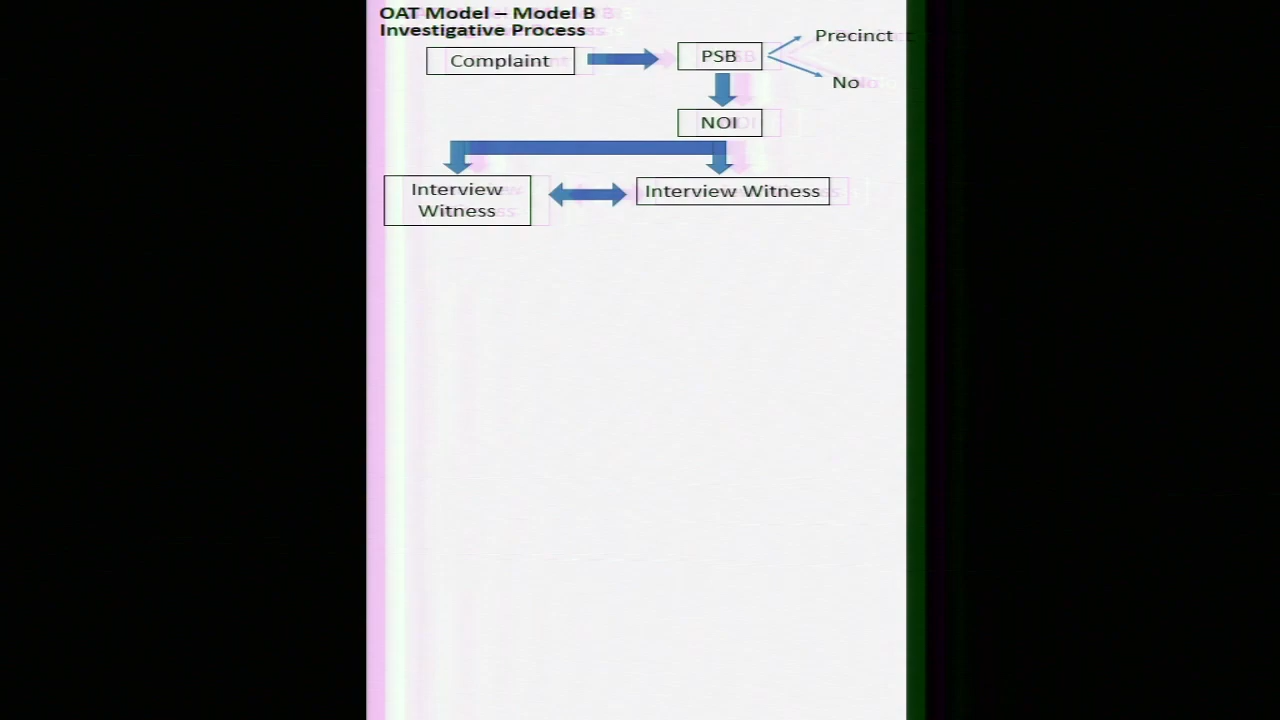 OAT Model – Model B
Investigative Process
Complaint
PSB
Precinct
No
NOI
Interview
Witness
Interview Witness